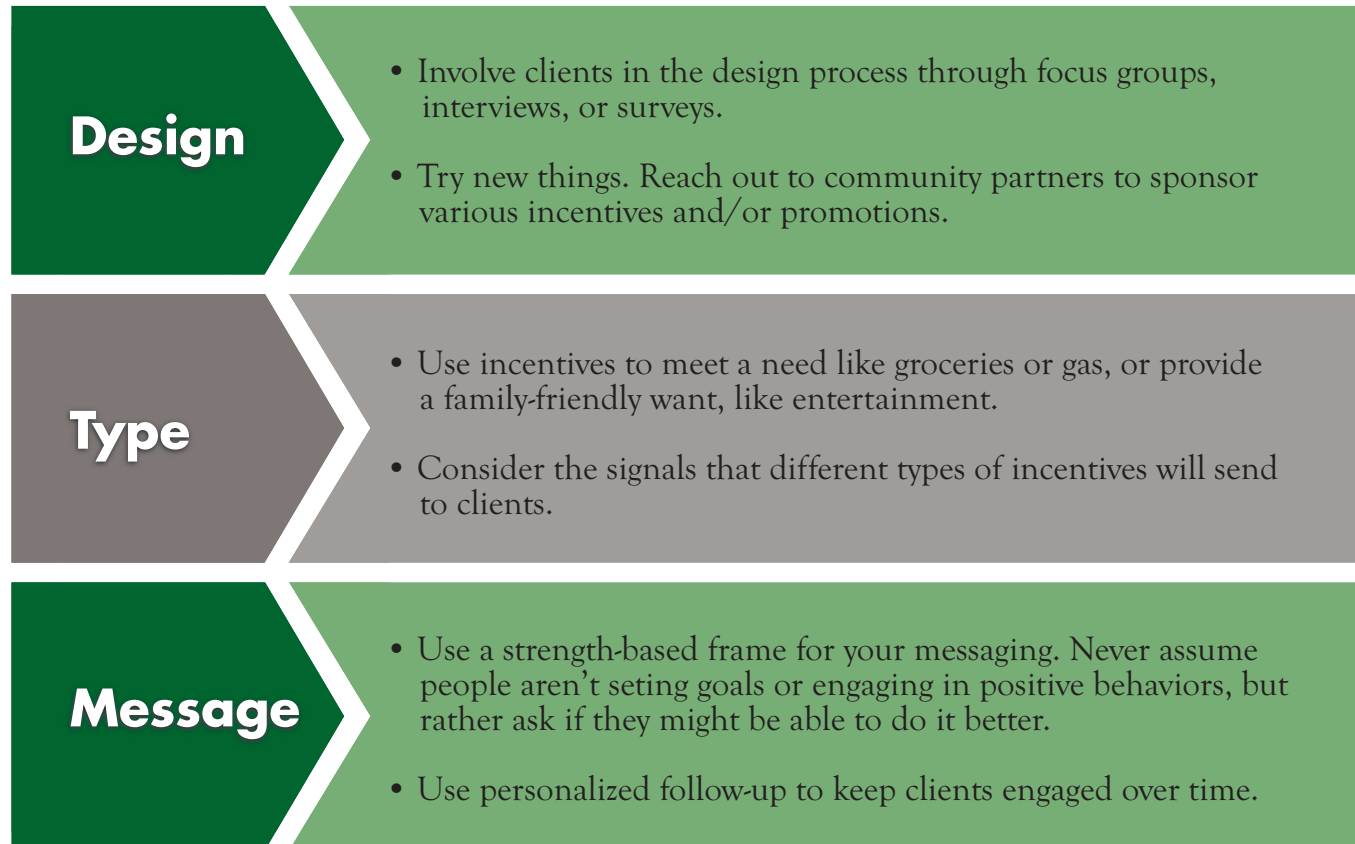 Design
• Involve clients in the design process through focus groups,
interviews, or surveys.
• Try new things. Reach out to community partners to sponsor
various incentives and/or promotions.
Type
• Use incentives to meet a need like groceries or gas, or provide
a family-friendly want, like entertainment.
• Consider the signals that different types of incentives will send
to clients.
Message
• Use a strength-based frame for your messaging. Never assume
people aren’t seting goals or engaging in positive behaviors, but
rather ask if they might be able to do it better.
• Use personalized follow-up to keep clients engaged over time.